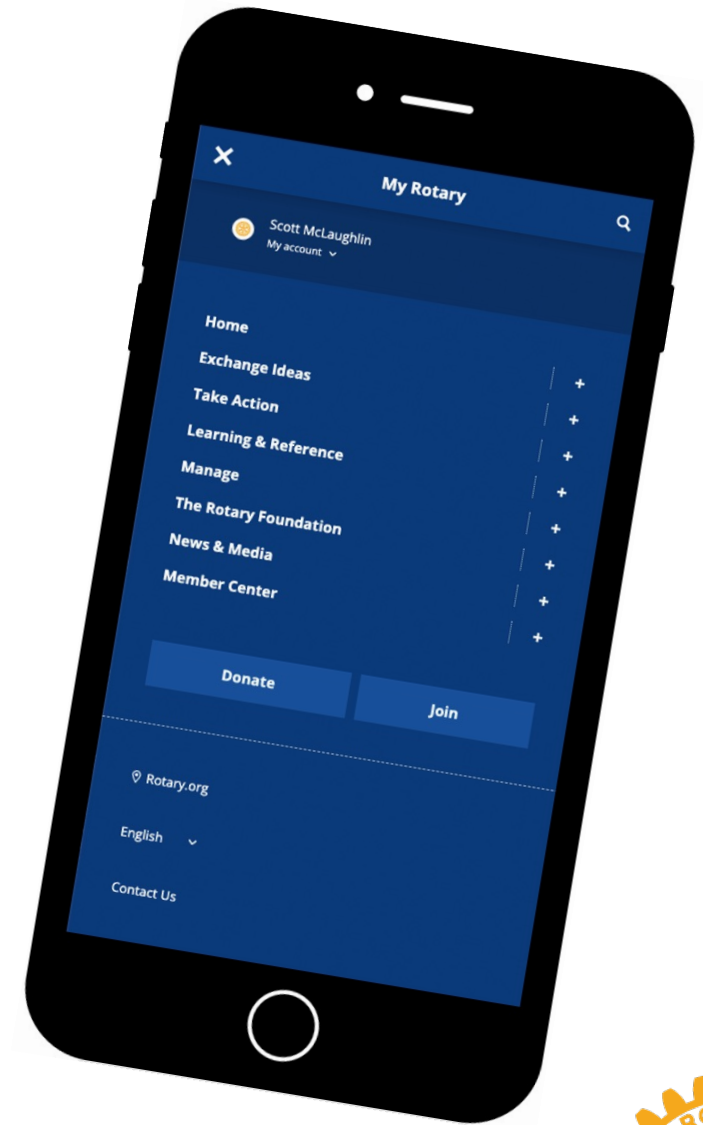 My Rotary
Scott McLaughlin
My account
Home
Exchange Ideas
Take Action
Learning & Reference
Manage
The Rotary Foundation
News & Media
Member Center
Donate
Join
Rotary.org
English
Contact Us